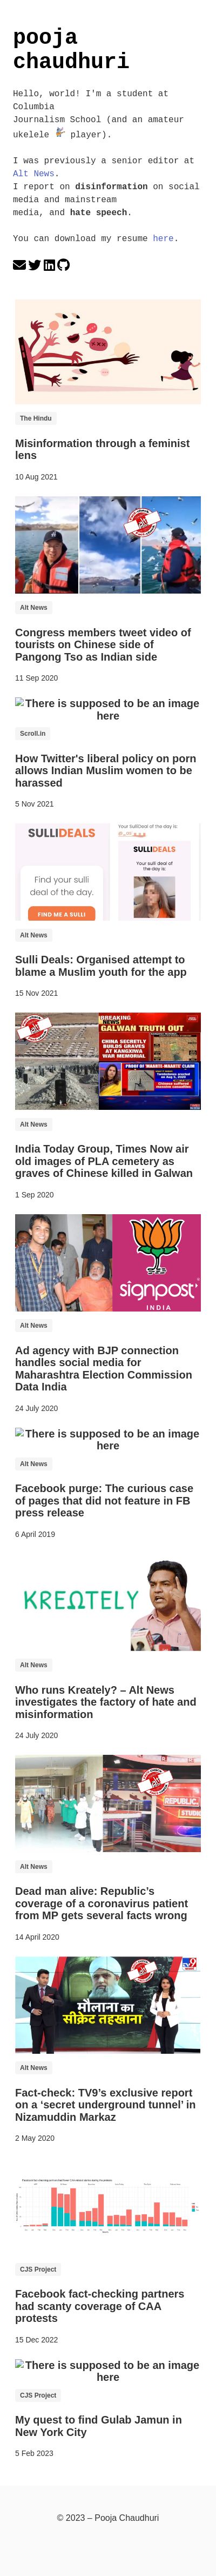 pooja
chaudhuri
Hello, world! I'm a student at
Columbia
Journalism School (and an amateur
ukelele player).
I was previously a senior editor at
Alt News.
I report on disinformation on social
media and mainstream
media, and hate speech.
You can download my resume here.
The Hindu
Misinformation through a feminist
lens
10 Aug 2021
Alt News
Congress members tweet video of
tourists on Chinese side of
Pangong Tso as Indian side
11 Sep 2020
There is supposed to be an image
here
Scroll.in
How Twitter's liberal policy on porn
allows Indian Muslim women to be
harassed
5 Nov 2021
SULLIDEALS
Find your sulli
deal of the day.
FIND ME A SULLI
Your SulliDeal of the day is:
SULLIDEALS
Your sulli deal of
the day is:
Alt News
Sulli Deals: Organised attempt to
blame a Muslim youth for the app
15 Nov 2021
BREAKING
GALWAN TRUTH OUT
CHINA SECRETLY
BUILDS GRAVES
AT KANGXIWA
WAR MEMORIAL
Alt News
India Today Group, Times Now air
old images of PLA cemetery as
graves of Chinese killed in Galwan
1 Sep 2020
signpost
INDIA
Alt News
Ad agency with BJP connection
handles social media for
Maharashtra Election Commission
Data India
24 July 2020
There is supposed to be an image
here
Alt News
Facebook purge: The curious case
of pages that did not feature in FB
press release
6 April 2019
KREATELY
Alt News
Who runs Kreately? – Alt News
investigates the factory of hate and
misinformation
24 July 2020
REPUBLIC
Alt News
Dead man alive: Republic’s
coverage of a coronavirus patient
from MP gets several facts wrong
14 April 2020
मौलाना का
सीक्रेट तहखाना
Alt News
Fact-check: TV9’s exclusive report
on a ‘secret underground tunnel’ in
Nizamuddin Markaz
2 May 2020
CJS Project
Facebook fact-checking partners
had scanty coverage of CAA
protests
15 Dec 2022
There is supposed to be an image
here
CJS Project
My quest to find Gulab Jamun in
New York City
5 Feb 2023
© 2023 – Pooja Chaudhuri